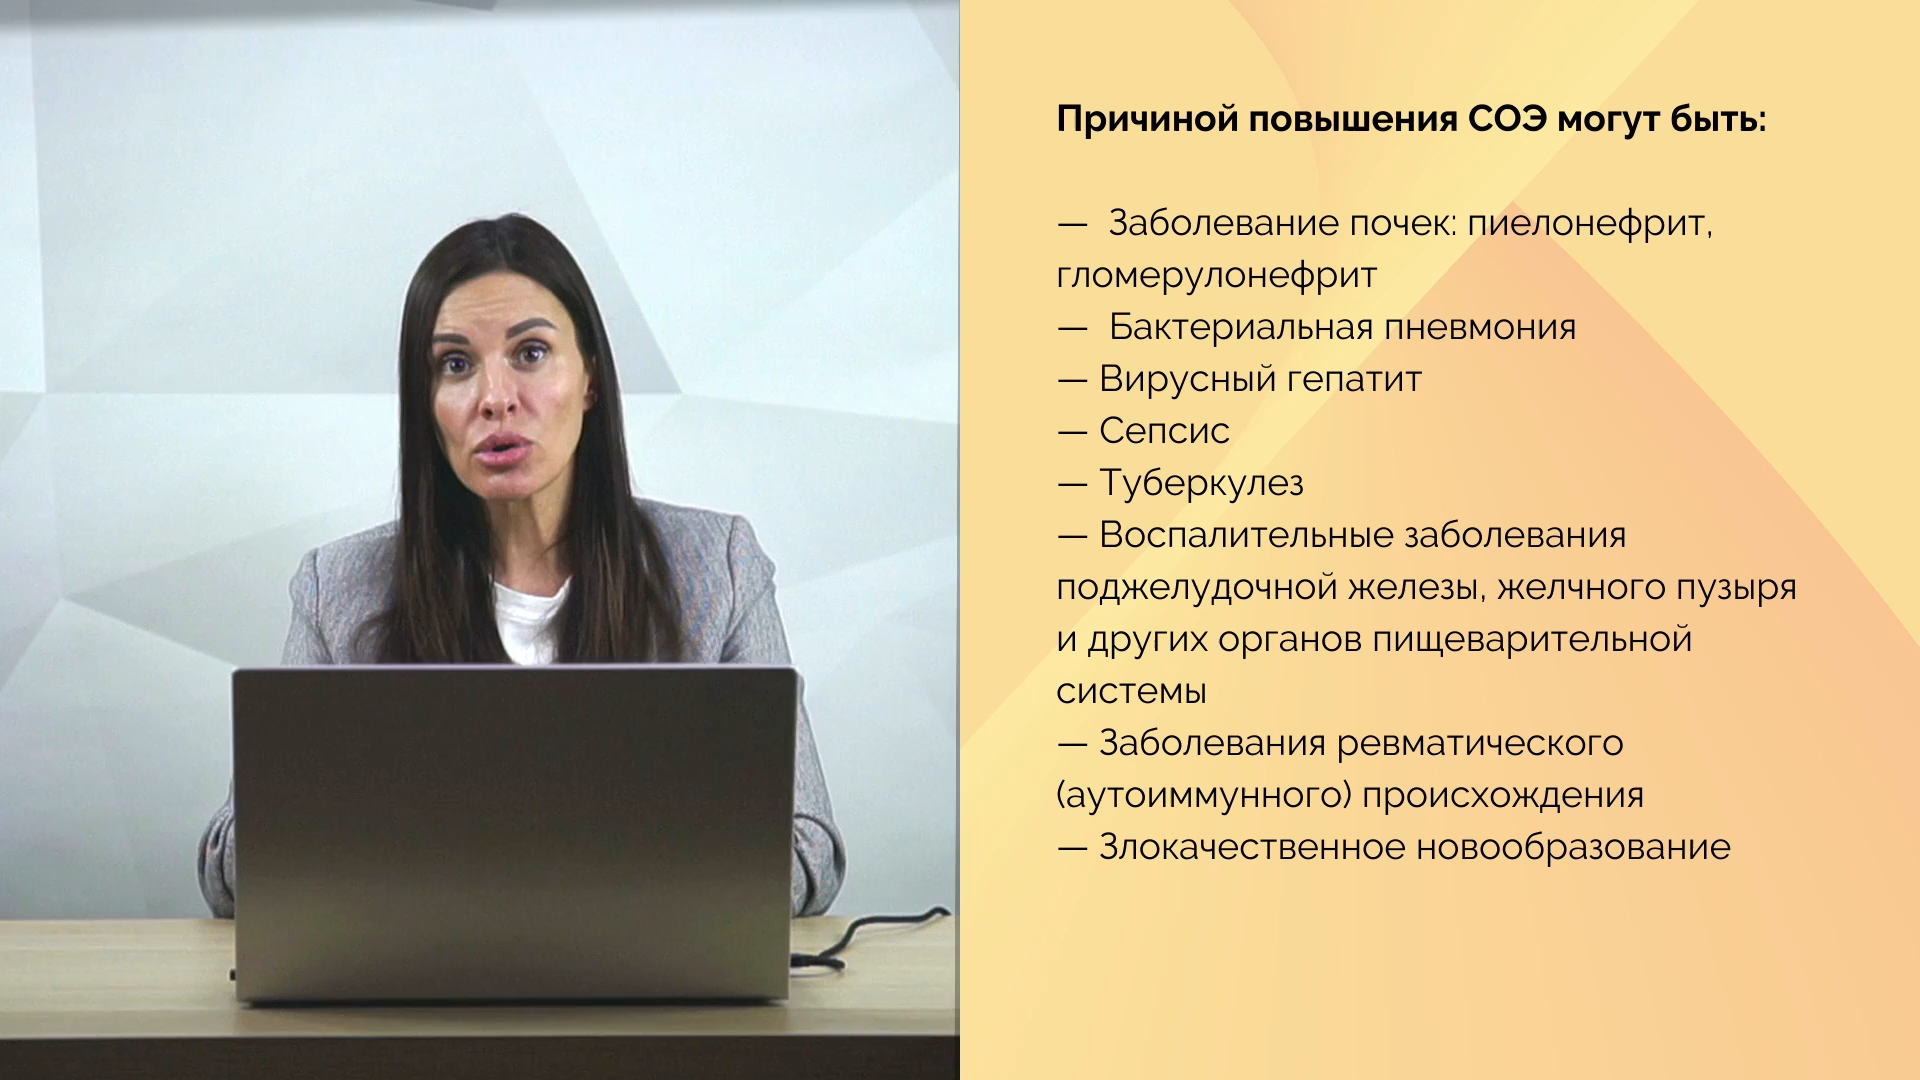 Причиной повышения СОЭ могут быть:
— Заболевание почек: пиелонефрит,
гломерулонефрит
— Бактериальная пневмония
— Вирусный гепатит
— Сепсис
— Туберкулез
— Воспалительные заболевания
поджелудочной железы, желчного пузыря
и других органов пищеварительной
системы
— Заболевания ревматического
(аутоиммунного) происхождения
— Злокачественное новообразование